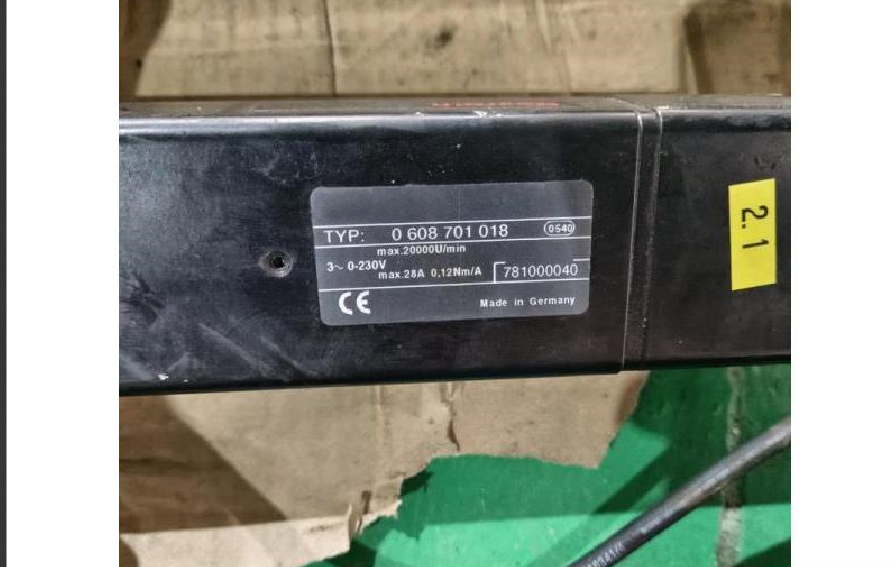 TYP: 0 608 701 018 0540
max.20000U/min
3~ 0-230V
max.28A 0,12Nm/A 781000040
CE
Made in Germany
2.1